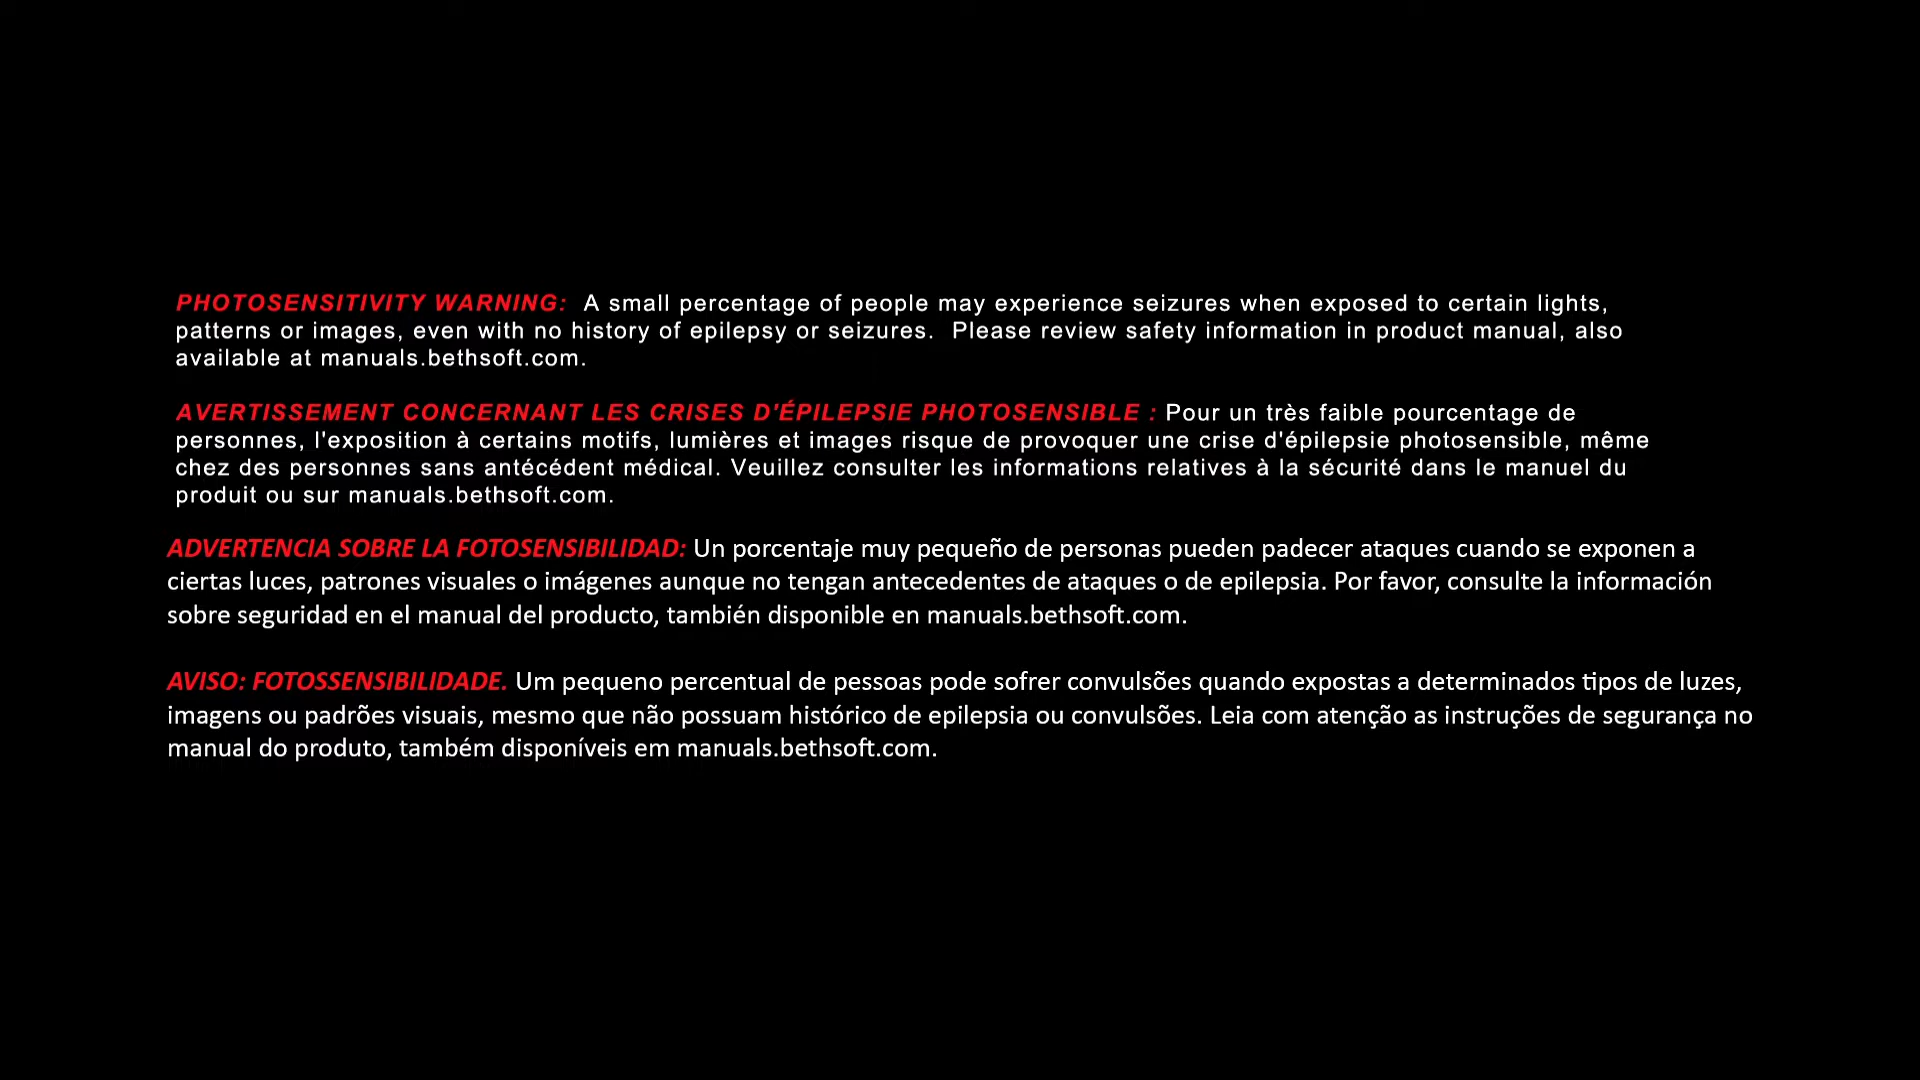 PHOTOSENSITIVITY WARNING:  A small percentage of people may experience seizures when exposed to certain lights,
patterns or images, even with no history of epilepsy or seizures.  Please review safety information in product manual, also
available at manuals.bethsoft.com.
AVERTISSEMENT CONCERNANT LES CRISES D'ÉPILEPSIE PHOTOSENSIBLE : Pour un très faible pourcentage de
personnes, l'exposition à certains motifs, lumières et images risque de provoquer une crise d'épilepsie photosensible, même
chez des personnes sans antécédent médical. Veuillez consulter les informations relatives à la sécurité dans le manuel du
produit ou sur manuals.bethsoft.com.
ADVERTENCIA SOBRE LA FOTOSENSIBILIDAD: Un porcentaje muy pequeño de personas pueden padecer ataques cuando se exponen a
ciertas luces, patrones visuales o imágenes aunque no tengan antecedentes de ataques o de epilepsia. Por favor, consulte la información
sobre seguridad en el manual del producto, también disponible en manuals.bethsoft.com.
AVISO: FOTOSSENSIBILIDADE. Um pequeno percentual de pessoas pode sofrer convulsões quando expostas a determinados tipos de luzes,
imagens ou padrões visuais, mesmo que não possuam histórico de epilepsia ou convulsões. Leia com atenção as instruções de segurança no
manual do produto, também disponíveis em manuals.bethsoft.com.